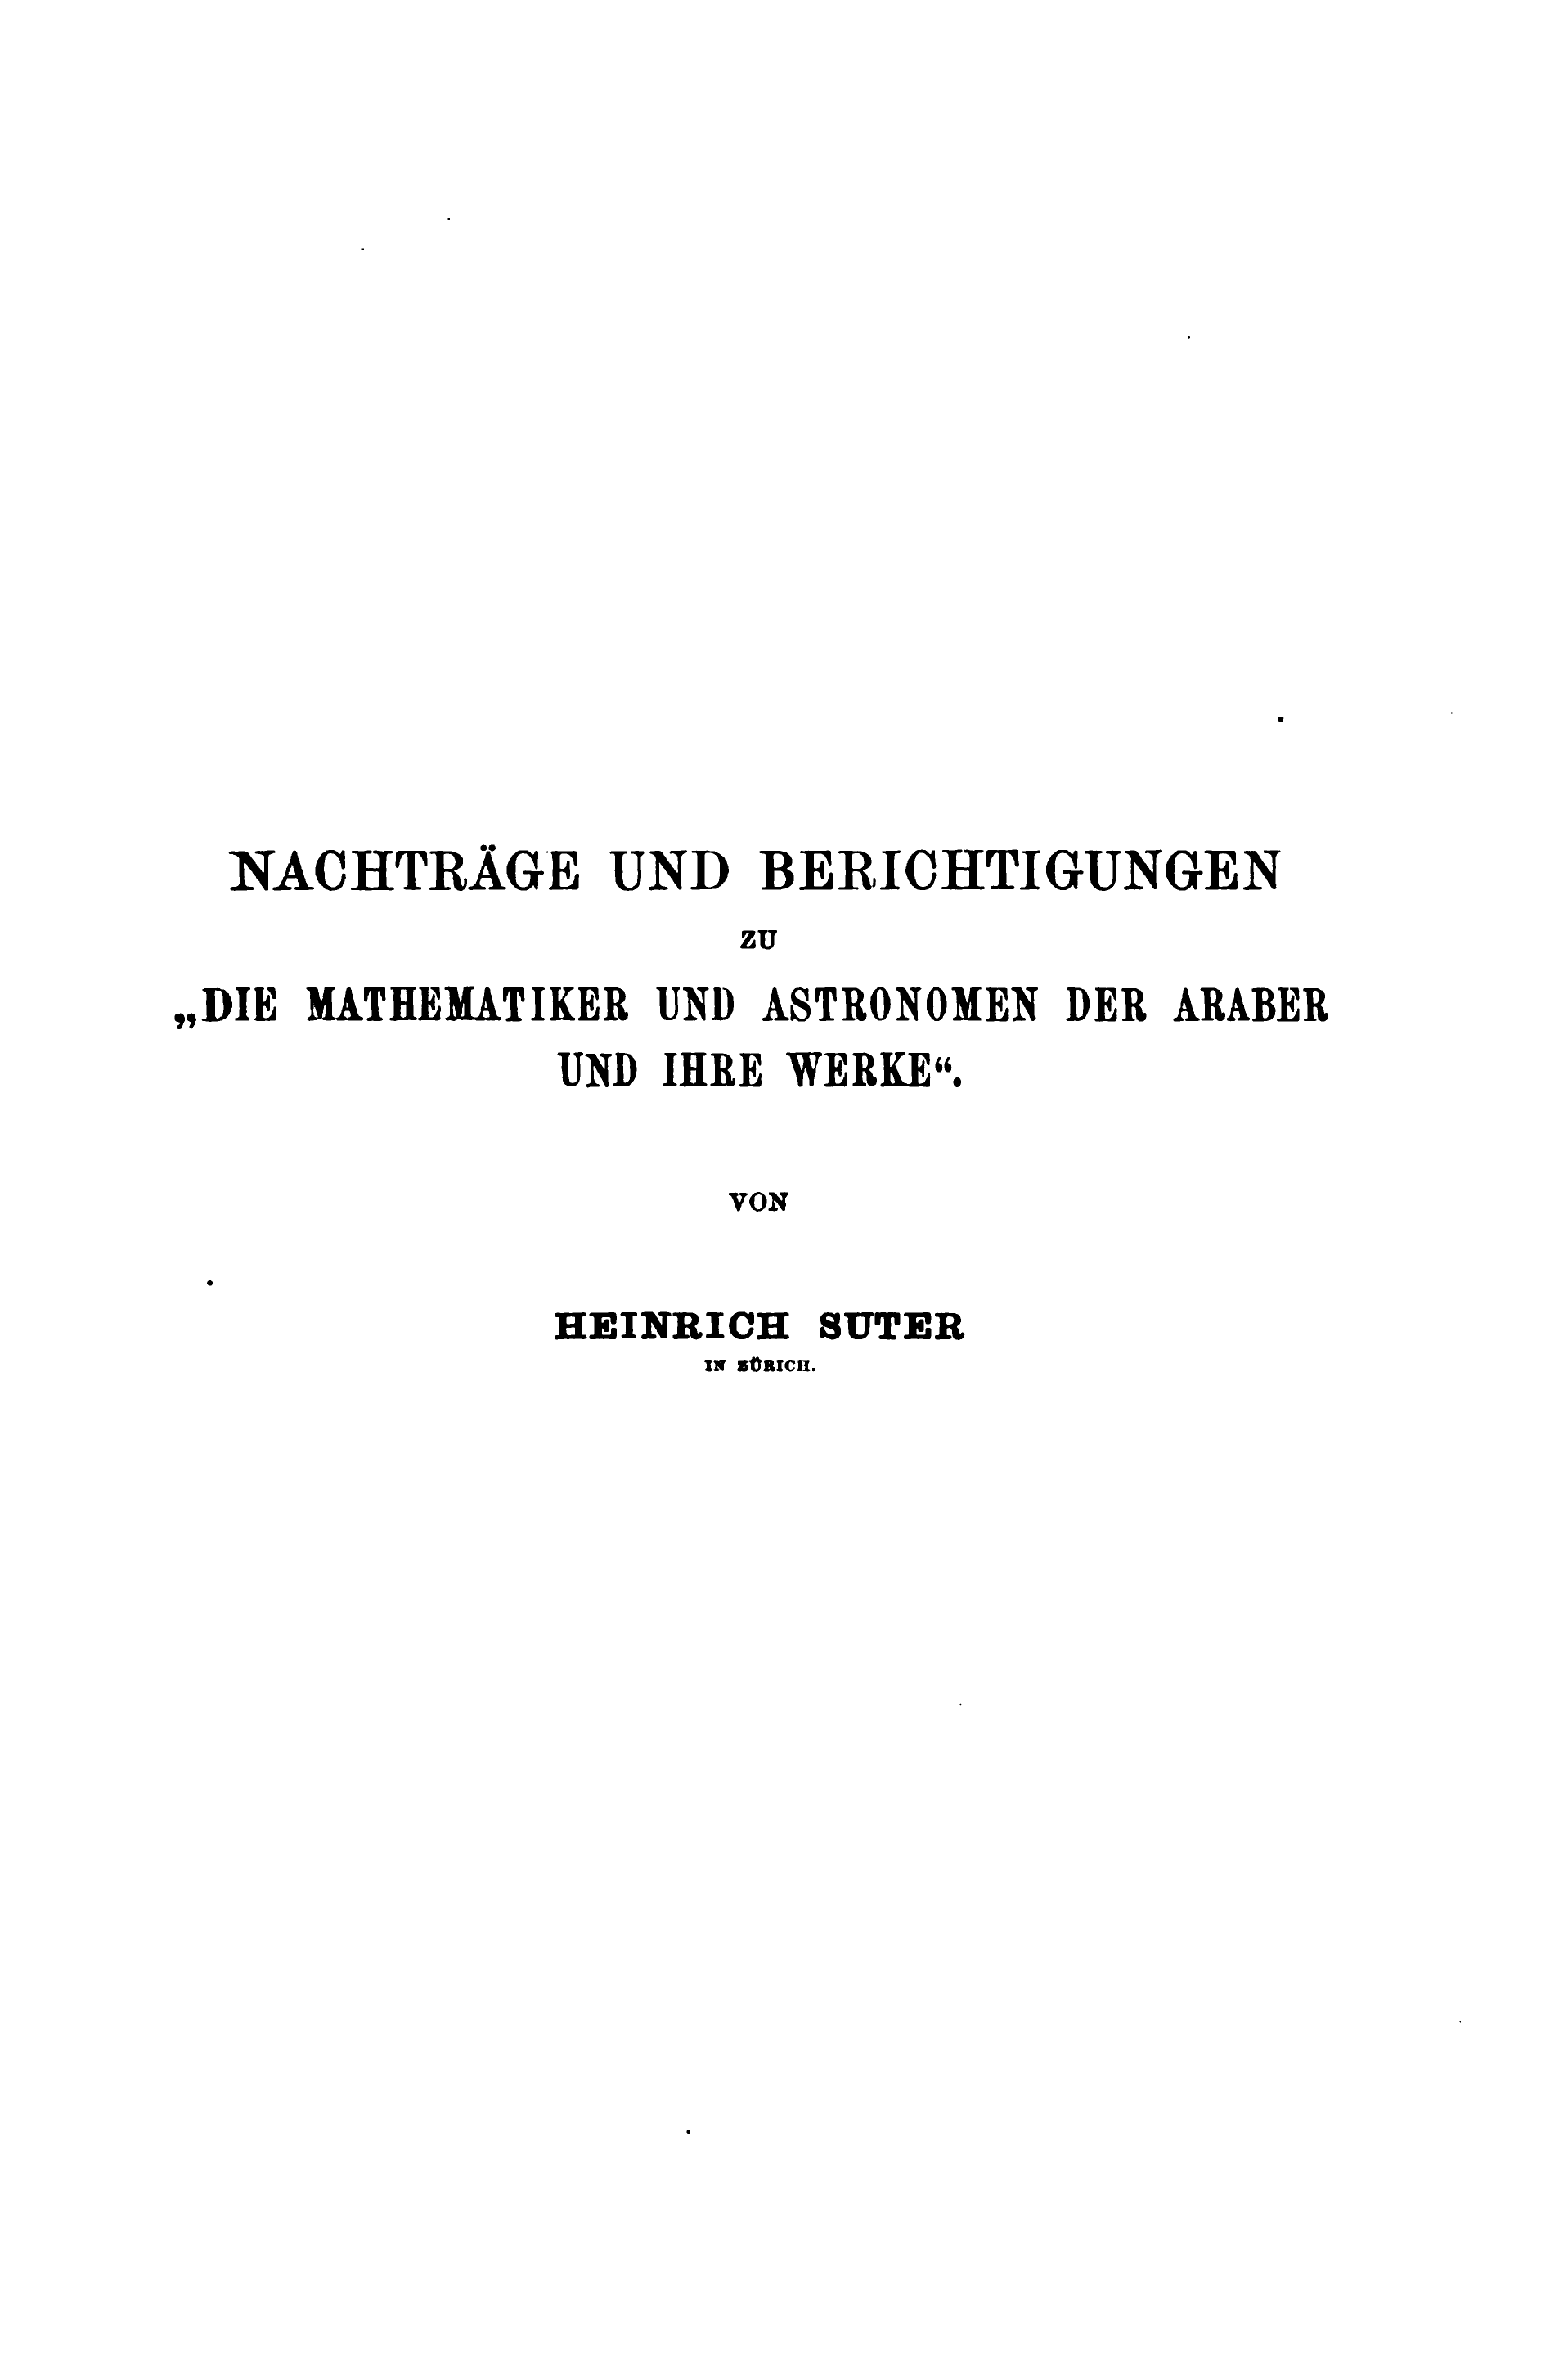 NACHTRÄGE UND BERICHTIGUNGEN
ZU
„DIE MATHEMATIKER UND ASTRONOMEN DER ARABER
UND IHRE WERKE“.
VON
HEINRICH SUTER
IN ZÜRICH.